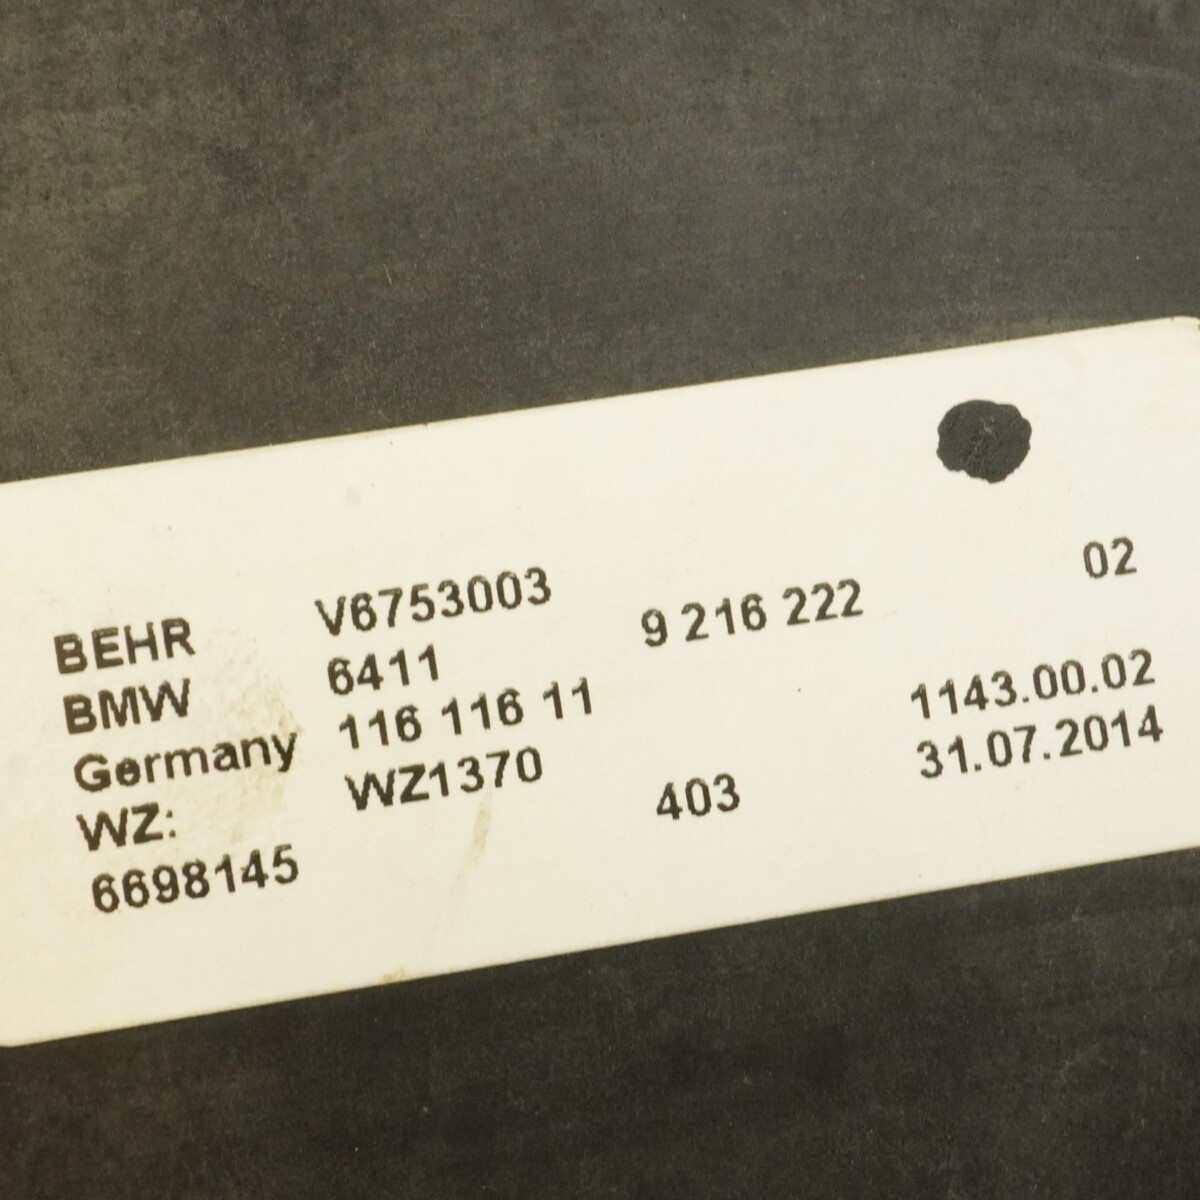 BEHR V6753003
BMW 6411 9 216 222 02
Germany 116 116 11
WZ: WZ1370 1143.00.02
6698145 403 31.07.2014